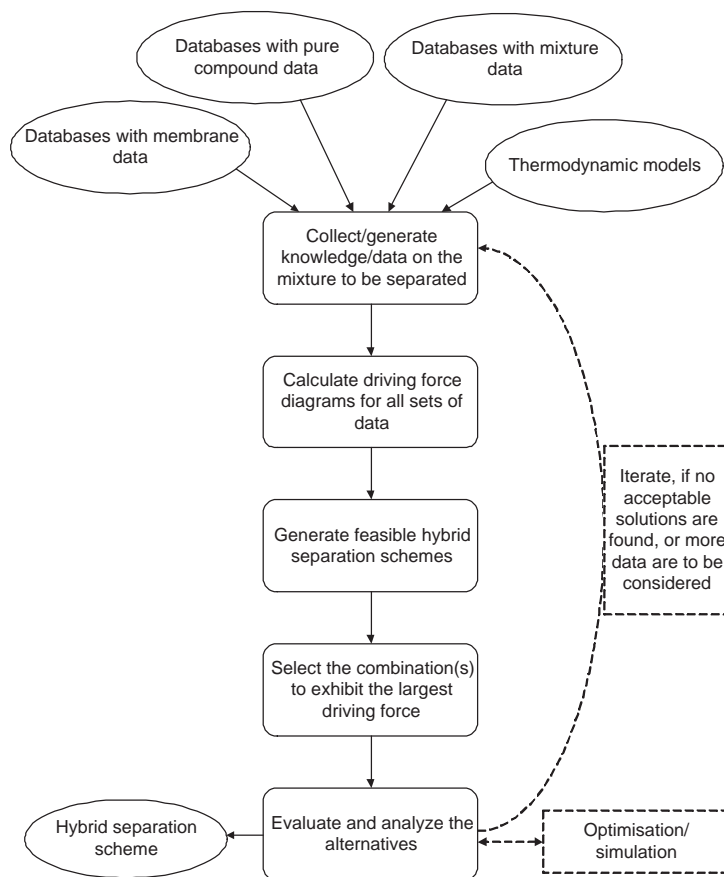 Databases with pure
compound data
Databases with mixture
data
Databases with membrane
data
Thermodynamic models
Collect/generate
knowledge/data on the
mixture to be separated
Calculate driving force
diagrams for all sets of
data
Iterate, if no
acceptable
solutions are
found, or more
data are to be
considered
Generate feasible hybrid
separation schemes
Select the combination(s)
to exhibit the largest
driving force
Evaluate and analyze the
alternatives
Hybrid separation
scheme
Optimisation/
simulation